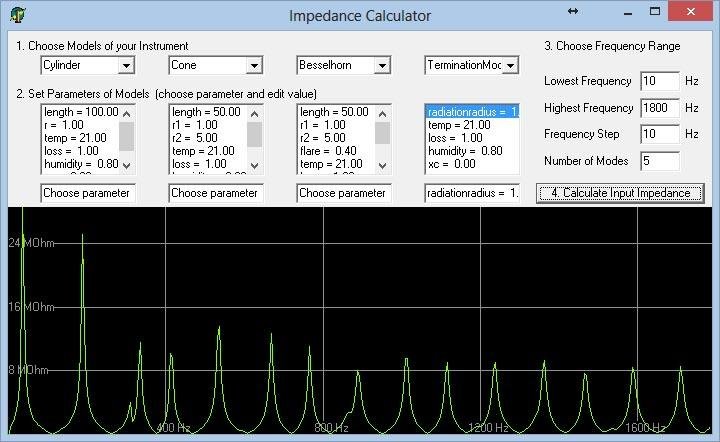 Impedance Calculator
1. Choose Models of your Instrument
Cylinder
Cone
Besselhorn
TerminationMod
2. Set Parameters of Models (choose parameter and edit value)
length = 100.00
r = 1.00
temp = 21.00
loss = 1.00
humidity = 0.80
length = 50.00
r1 = 1.00
r2 = 5.00
temp = 21.00
loss = 1.00
length = 50.00
r1 = 1.00
r2 = 5.00
flare = 0.40
temp = 21.00
radiationradius = 1.
temp = 21.00
loss = 1.00
humidity = 0.80
xc = 0.00
Choose parameter
Choose parameter
Choose parameter
radiationradius = 1.
3. Choose Frequency Range
Lowest Frequency 10 Hz
Highest Frequency 1800 Hz
Frequency Step 10 Hz
Number of Modes 5
4. Calculate Input Impedance
24 MOhm
16 MOhm
8 MOhm
400 Hz
800 Hz
1200 Hz
1600 Hz